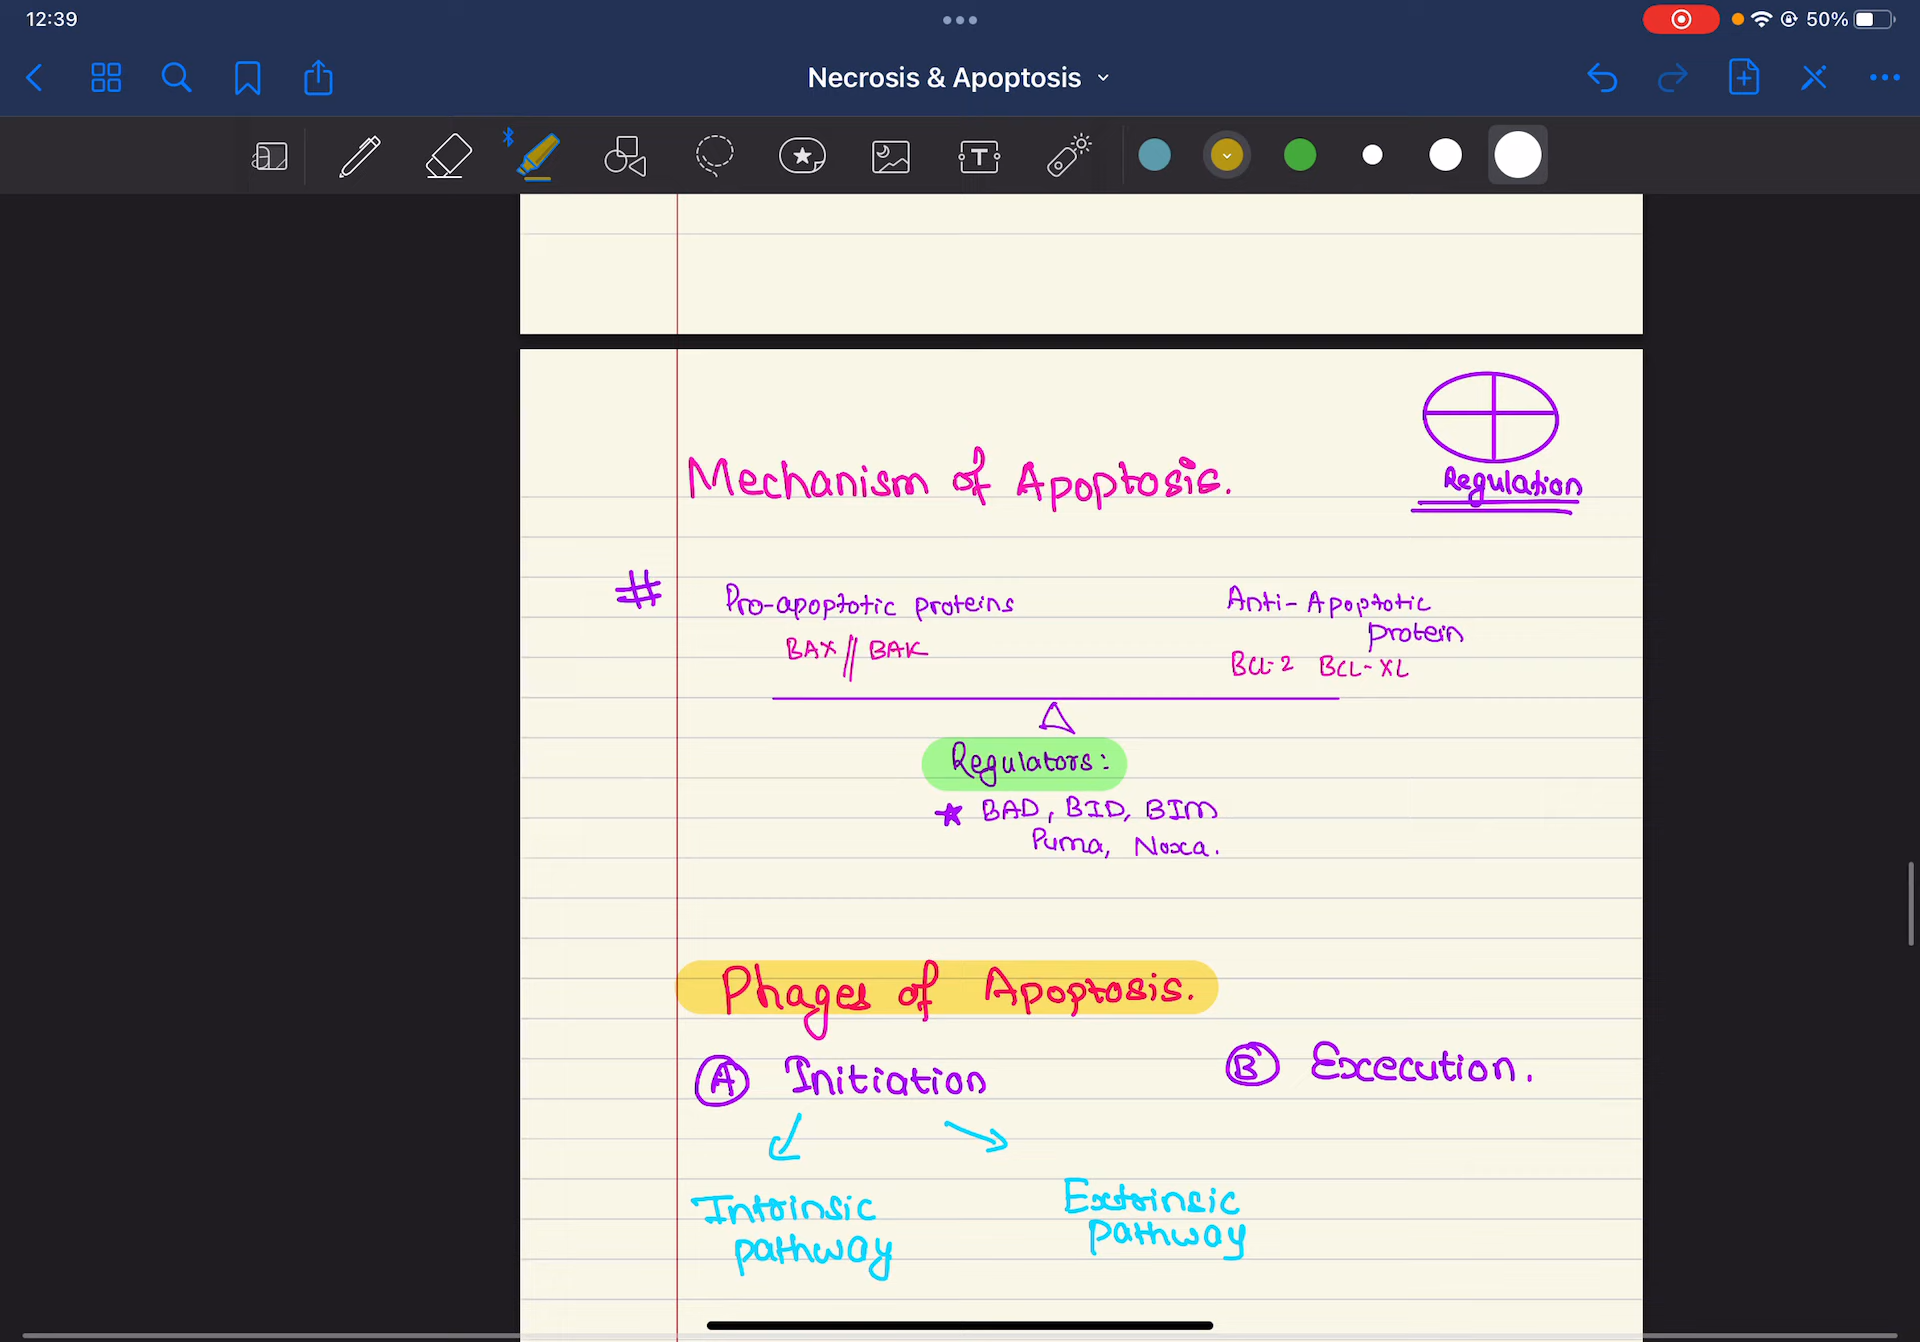 12:39
50%
Necrosis & Apoptosis
T
Regulation
Mechanism of Apoptosis.
# Pro-apoptotic proteins
Anti-Apoptotic
protein
BAX // BAK
BCL-2 BCL-XL
Regulators:
★ BAD, BID, BIM
Puma, Noxa.
Phages of Apoptosis.
A Initiation
B Excecution.
Intrinsic
pathway
Extrinsic
pathway